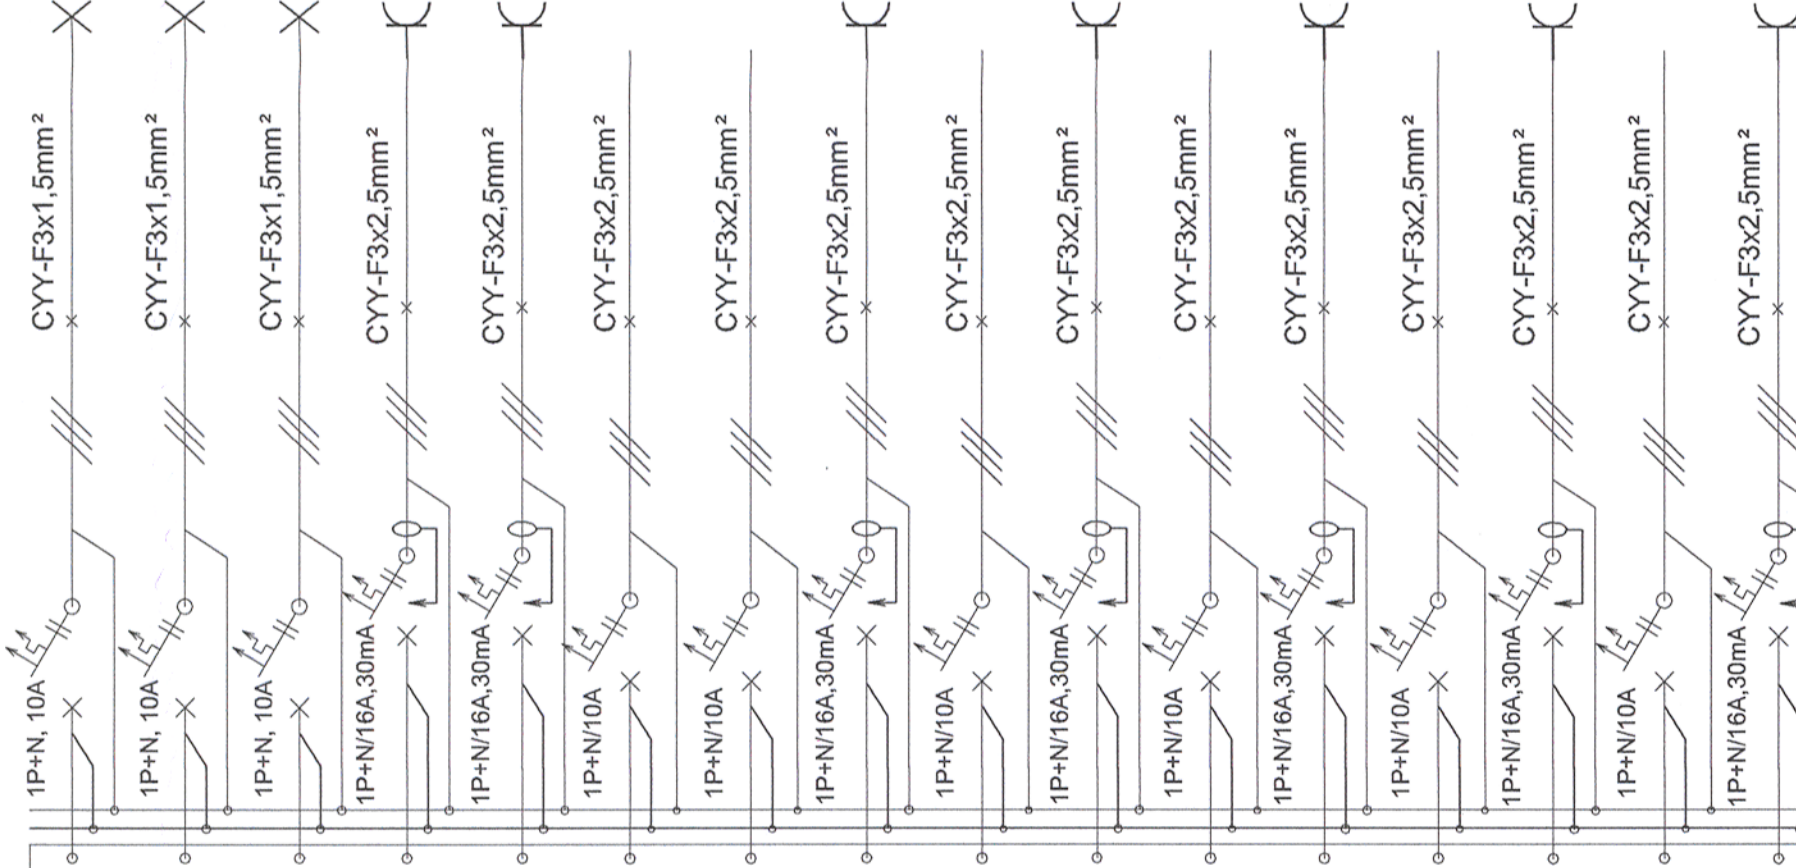 CYY-F3x1,5mm²
CYY-F3x1,5mm²
CYY-F3x1,5mm²
CYY-F3x2,5mm²
CYY-F3x2,5mm²
CYY-F3x2,5mm²
CYY-F3x2,5mm²
CYY-F3x2,5mm²
CYY-F3x2,5mm²
CYY-F3x2,5mm²
CYY-F3x2,5mm²
CYY-F3x2,5mm²
CYY-F3x2,5mm²
CYY-F3x2,5mm²
CYY-F3x2,5mm²
CYY-F3x2,5mm²
1P+N, 10A
1P+N, 10A
1P+N, 10A
1P+N/16A,30mA
1P+N/16A,30mA
1P+N/10A
1P+N/10A
1P+N/16A,30mA
1P+N/10A
1P+N/16A,30mA
1P+N/10A
1P+N/16A,30mA
1P+N/10A
1P+N/16A,30mA
1P+N/10A
1P+N/16A,30mA